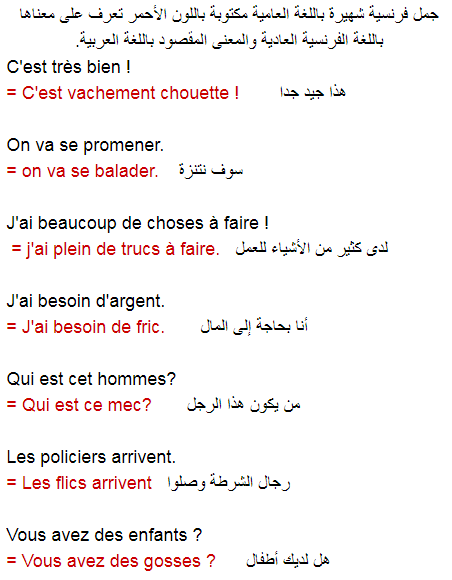 جمل فرنسية شهيرة باللغة العامية مكتوبة باللون الأحمر تعرف على معناها
باللغة الفرنسية العادية والمعنى المقصود باللغة العربية.
C'est très bien !
= C'est vachement chouette ! هذا جيد جدا
On va se promener.
= on va se balader. سوف نتنزة
J'ai beaucoup de choses à faire !
= j'ai plein de trucs à faire. لدى كثير من الأشياء للعمل
J'ai besoin d'argent.
= J'ai besoin de fric. أنا بحاجة إلى المال
Qui est cet hommes?
= Qui est ce mec? من يكون هذا الرجل
Les policiers arrivent.
= Les flics arrivent رجال الشرطة وصلوا
Vous avez des enfants ?
= Vous avez des gosses ? هل لديك أطفال